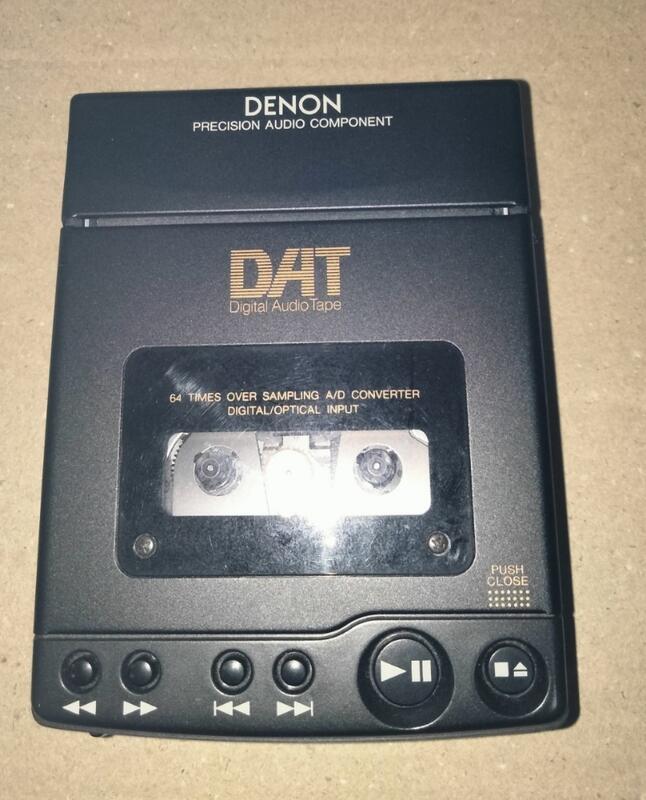 DENON
PRECISION AUDIO COMPONENT
DAT
Digital Audio Tape
64 TIMES OVER SAMPLING A/D CONVERTER
DIGITAL/OPTICAL INPUT
PUSH
CLOSE